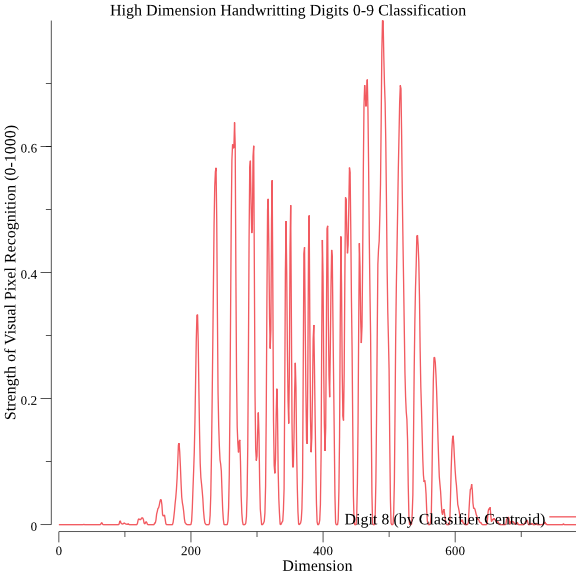 High Dimension Handwritting Digits 0-9 Classification
Strength of Visual Pixel Recognition (0-1000)
0.6
0.4
0.2
0
0 200 400 600
Digit 8 (by Classifier Centroid)
Dimension